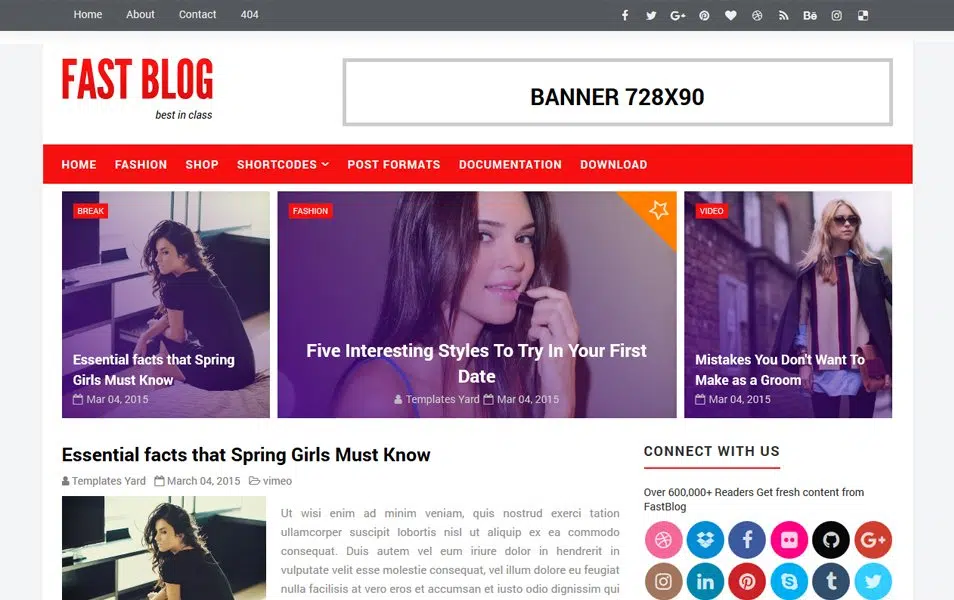 Home About Contact 404
FAST BLOG
best in class
BANNER 728X90
HOME FASHION SHOP SHORTCODES POST FORMATS DOCUMENTATION DOWNLOAD
BREAK
Essential facts that Spring
Girls Must Know
Mar 04, 2015
FASHION
Five Interesting Styles To Try In Your First
Date
Templates Yard Mar 04, 2015
VIDEO
Mistakes You Don't Want To
Make as a Groom
Mar 04, 2015
Essential facts that Spring Girls Must Know
Templates Yard March 04, 2015 vimeo
Ut wisi enim ad minim veniam, quis nostrud exerci tation
ullamcorper suscipit lobortis nisl ut aliquip ex ea commodo
consequat. Duis autem vel eum iriure dolor in hendrerit in
vulputate velit esse molestie consequat, vel illum dolore eu feugiat
nulla facilisis at vero eros et accumsan et iusto odio dignissim qui
CONNECT WITH US
Over 600,000+ Readers Get fresh content from
FastBlog